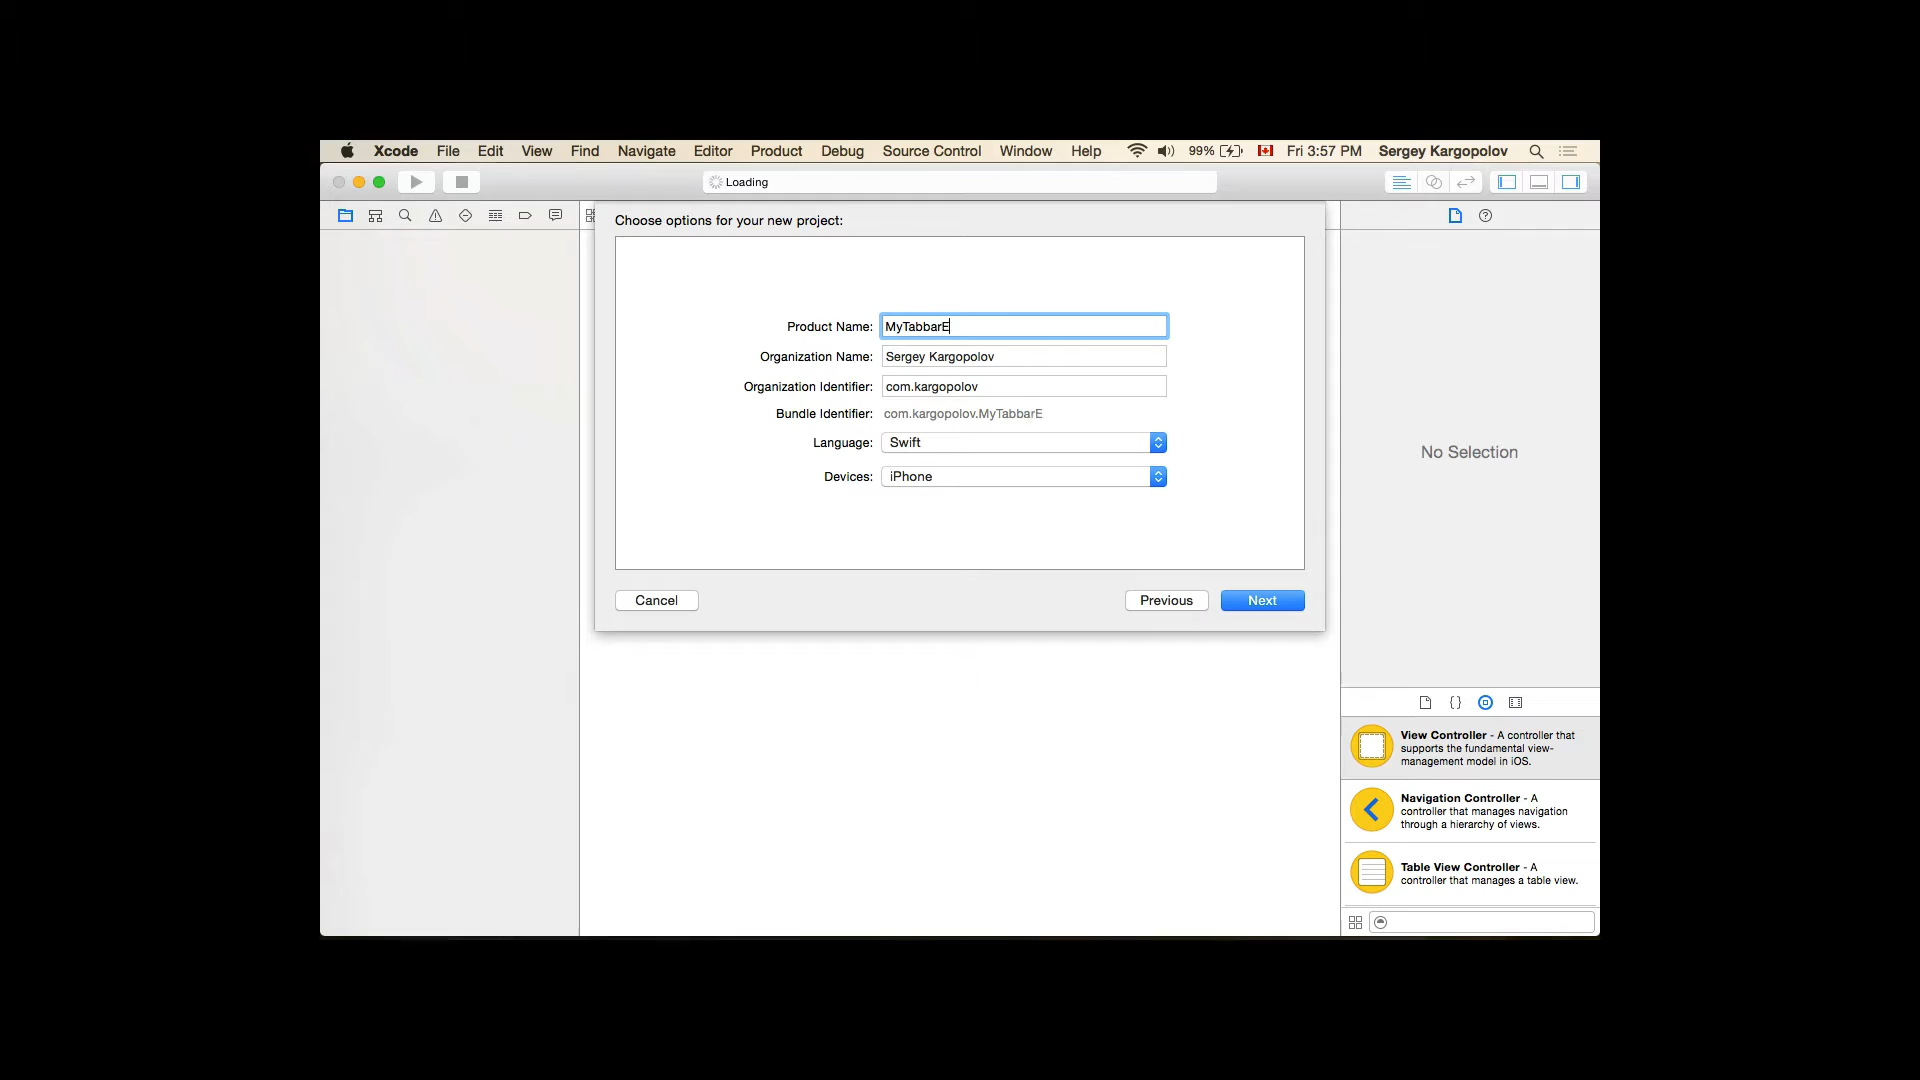 Xcode File Edit View Find Navigate Editor Product Debug Source Control Window Help 99% Fri 3:57 PM Sergey Kargopolov
Loading
Choose options for your new project:
Product Name: MyTabbarE
Organization Name: Sergey Kargopolov
Organization Identifier: com.kargopolov
Bundle Identifier: com.kargopolov.MyTabbarE
Language: Swift
Devices: iPhone
Cancel Previous Next
No Selection
{ }
View Controller - A controller that
supports the fundamental view-
management model in iOS.
Navigation Controller - A
controller that manages navigation
through a hierarchy of views.
Table View Controller - A
controller that manages a table view.